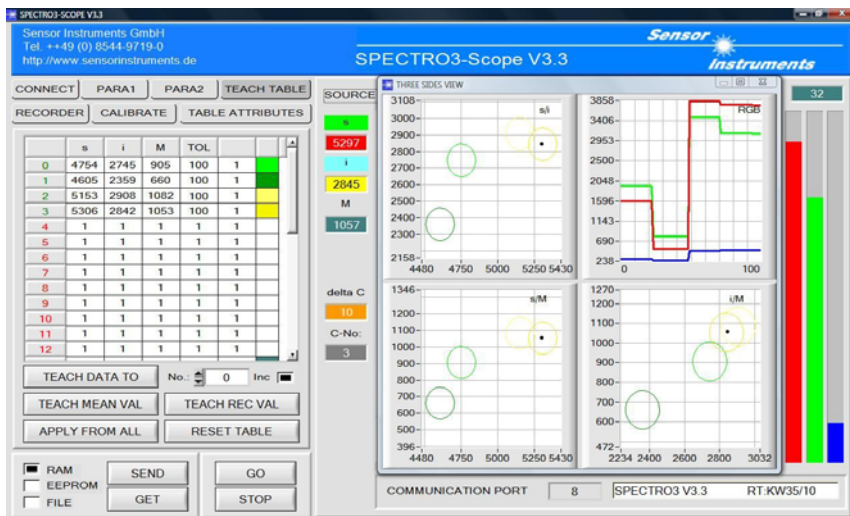 SPECTRO3-SCOPE V3.3
Sensor Instruments GmbH
Tel. ++49 (0) 8544-9719-0
http://www.sensorinstruments.de
SPECTRO3-Scope V3.3
Sensor
Instruments
CONNECT PARA1 PARA2 TEACH TABLE
RECORDER CALIBRATE TABLE ATTRIBUTES
s i M TOL
0 4754 2745 905 100 1
1 4605 2359 660 100 1
2 5153 2908 1082 100 1
3 5306 2842 1053 100 1
4 1 1 1 1 1
5 1 1 1 1 1
6 1 1 1 1 1
7 1 1 1 1 1
8 1 1 1 1 1
9 1 1 1 1 1
10 1 1 1 1 1
11 1 1 1 1 1
12 1 1 1 1 1
TEACH DATA TO No.: 0 Inc
TEACH MEAN VAL TEACH REC VAL
APPLY FROM ALL RESET TABLE
RAM
EEPROM
FILE
SEND GO
GET STOP
SOURCE
s
5297
i
2845
M
1057
delta C
10
C-No:
3
THREE SIDES VIEW
s/i
3108
3000
2900
2800
2700
2600
2500
2400
2300
2158
4480 4750 5000 5250 5430
RGB
3858
3406
2953
2500
2048
1596
1143
690
238
0 100
s/M
1346
1200
1100
1000
900
800
700
600
500
396
4480 4750 5000 5250 5430
i/M
1270
1200
1100
1000
900
800
700
600
472
2234 2400 2600 2800 3032
32
COMMUNICATION PORT 8 SPECTRO3 V3.3 RT:KW35/10